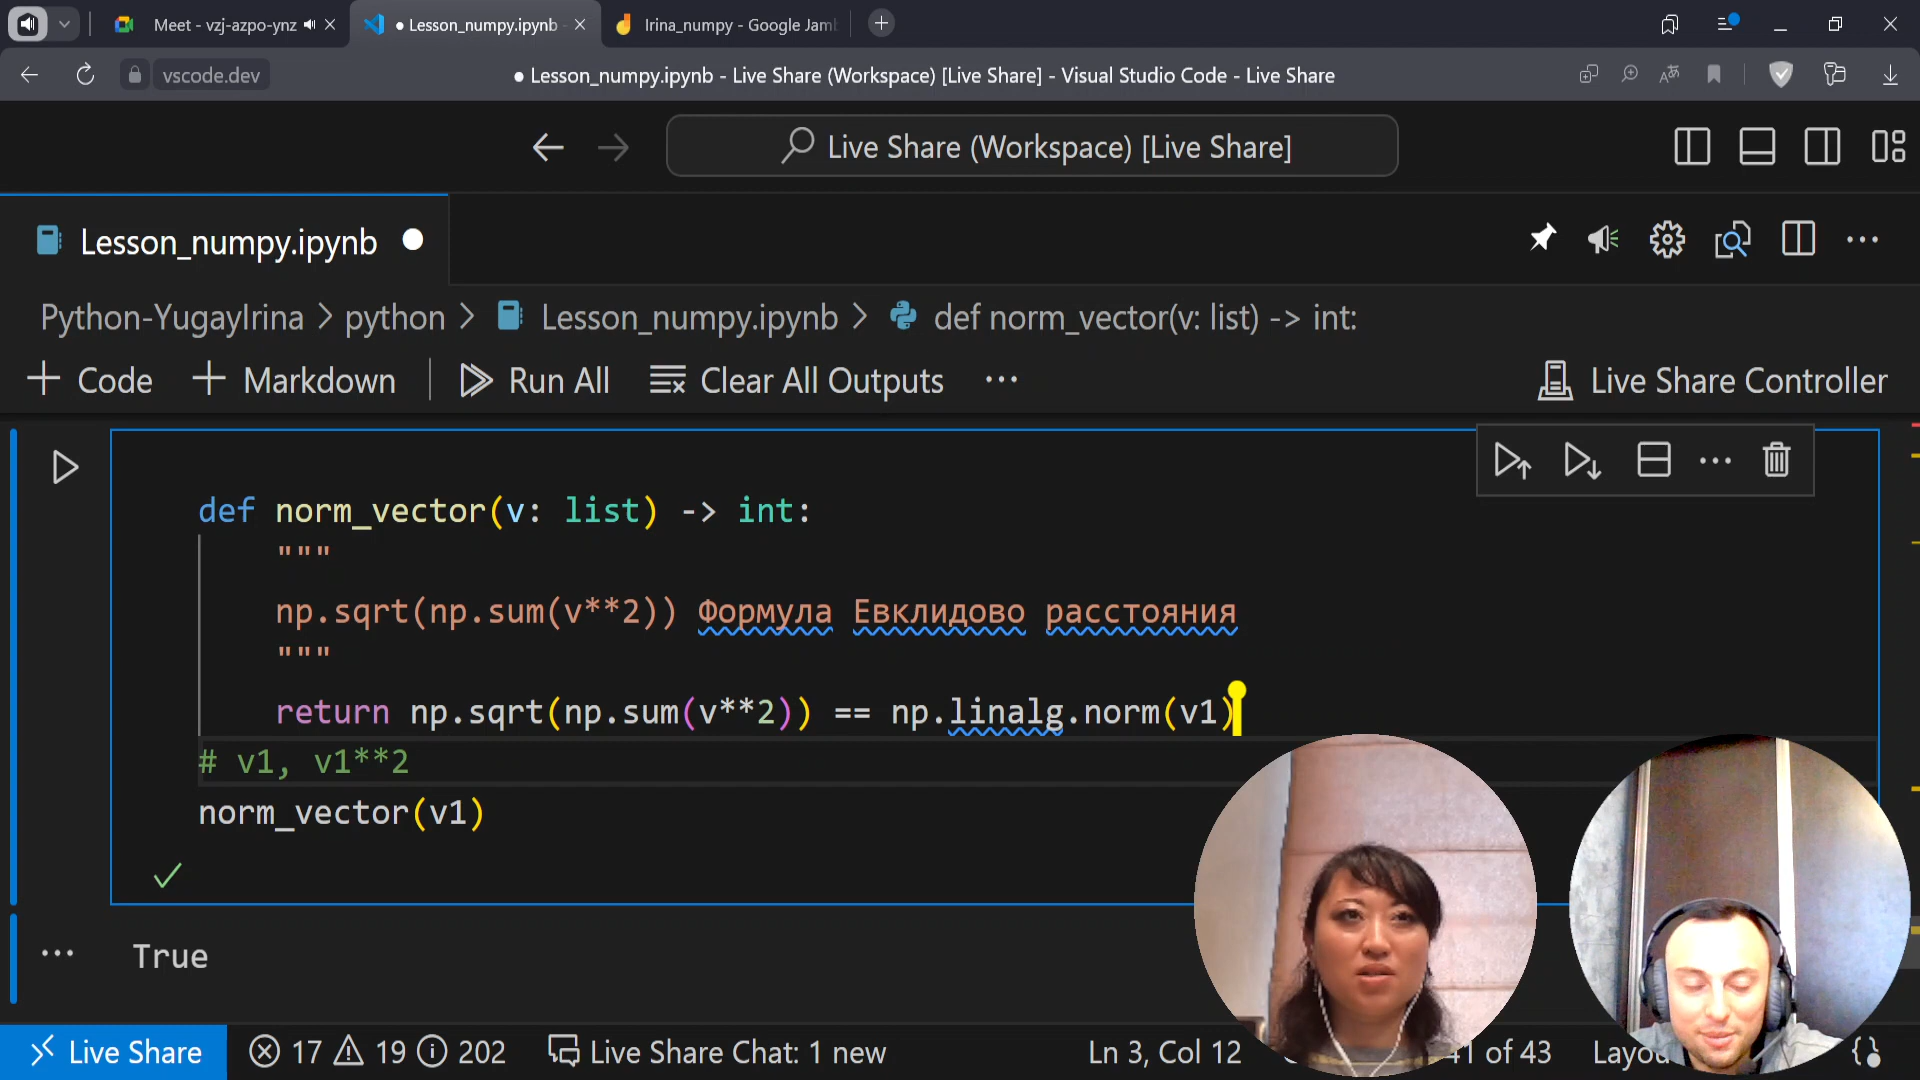 Meet - vzj-azpo-ynz
● Lesson_numpy.ipynb
Irina_numpy - Google Jam
vscode.dev
● Lesson_numpy.ipynb - Live Share (Workspace) [Live Share] - Visual Studio Code - Live Share
Live Share (Workspace) [Live Share]
Lesson_numpy.ipynb ●
Python-YugayIrina > python > Lesson_numpy.ipynb > def norm_vector(v: list) -> int:
+ Code + Markdown | Run All Clear All Outputs ... Live Share Controller
def norm_vector(v: list) -> int:
"""
np.sqrt(np.sum(v**2)) Формула Евклидово расстояния
"""
return np.sqrt(np.sum(v**2)) == np.linalg.norm(v1)
# v1, v1**2
norm_vector(v1)
True
Live Share 17 19 202 Live Share Chat: 1 new Ln 3, Col 12 of 43